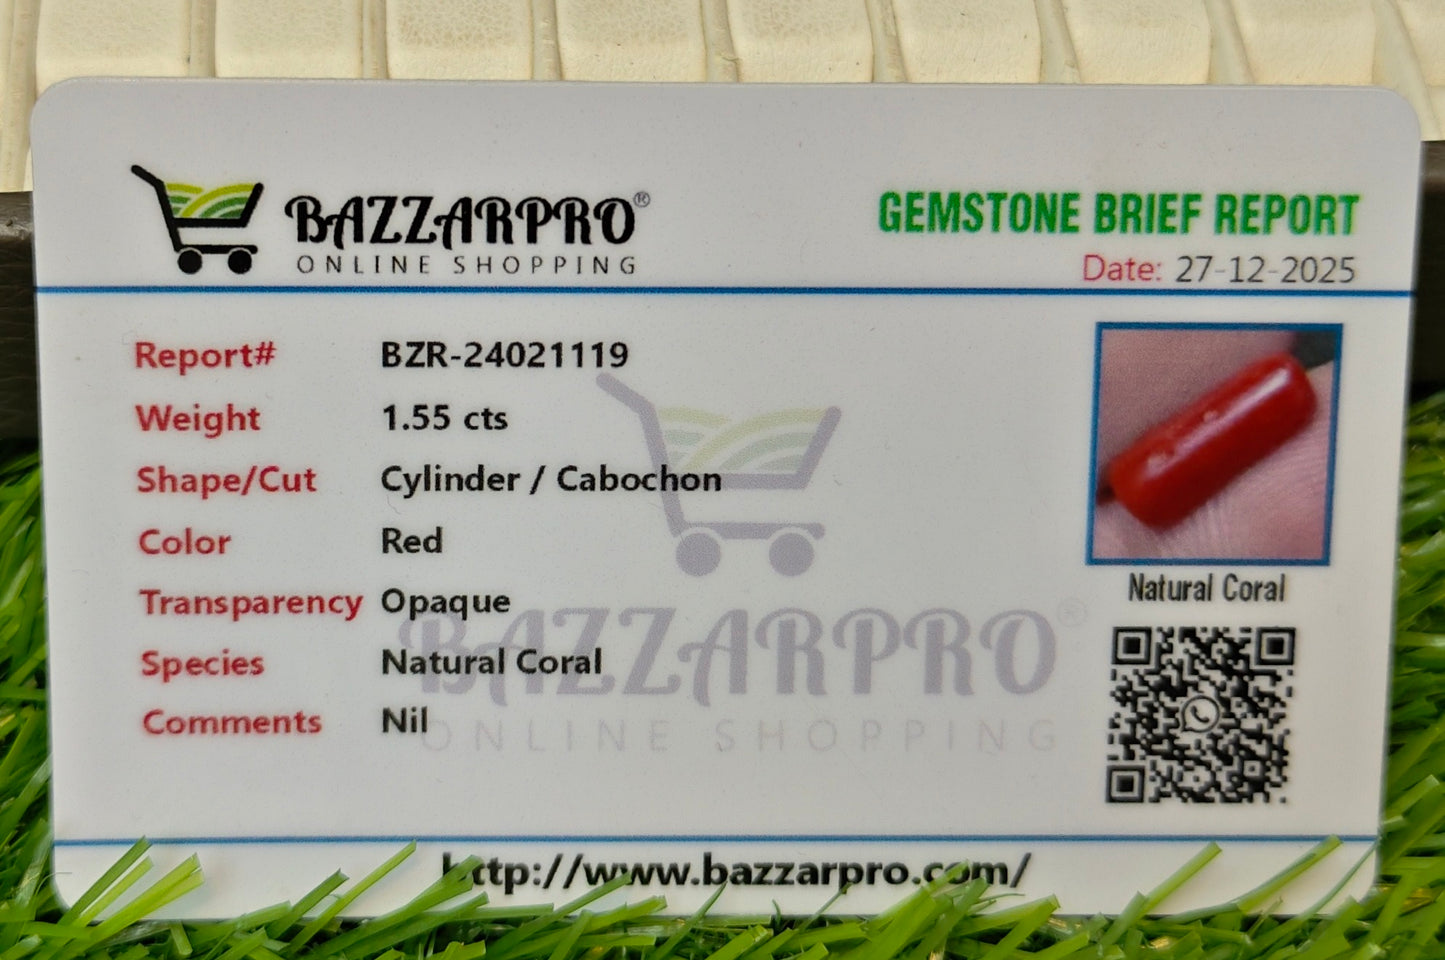 BAZZARPRO®
ONLINE SHOPPING
GEMSTONE BRIEF REPORT
Date: 27-12-2025
Report# BZR-24021119
Weight 1.55 cts
Shape/Cut Cylinder / Cabochon
Color Red
Transparency Opaque
Species Natural Coral
Comments Nil
Natural Coral
BAZZARPRO®
ONLINE SHOPPING
http://www.bazzarpro.com/